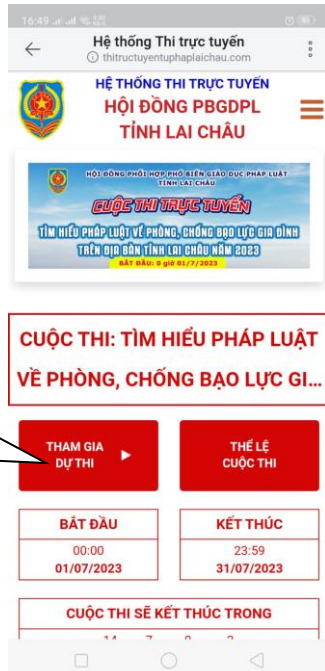 16:49
Hệ thống Thi trực tuyến
thitructuyentuphaplaichau.com
HỆ THỐNG THI TRỰC TUYẾN
HỘI ĐỒNG PBGDPL
TỈNH LAI CHÂU
HỘI ĐỒNG PHỐI HỢP PHỔ BIẾN GIÁO DỤC PHÁP LUẬT
TỈNH LAI CHÂU
CUỘC THI TRỰC TUYẾN
TÌM HIỂU PHÁP LUẬT VỀ PHÒNG, CHỐNG BẠO LỰC GIA ĐÌNH
TRÊN ĐỊA BÀN TỈNH LAI CHÂU NĂM 2023
BẮT ĐẦU: 0 giờ 01/7/2023
CUỘC THI: TÌM HIỂU PHÁP LUẬT
VỀ PHÒNG, CHỐNG BẠO LỰC GI...
THAM GIA
DỰ THI
THỂ LỆ
CUỘC THI
BẮT ĐẦU
00:00
01/07/2023
KẾT THÚC
23:59
31/07/2023
CUỘC THI SẼ KẾT THÚC TRONG